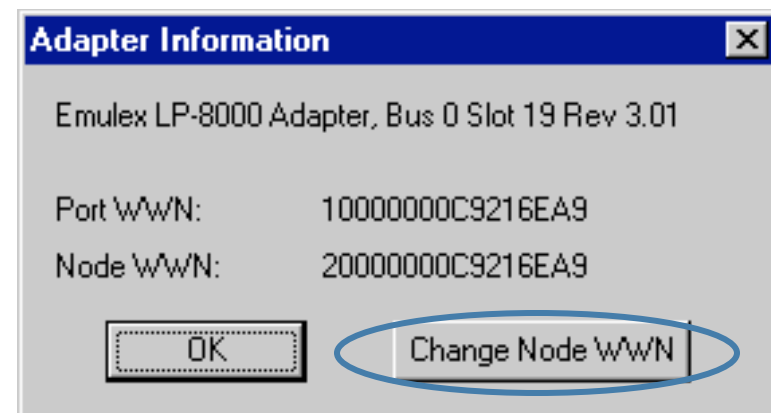 Adapter Information
Emulex LP-8000 Adapter, Bus 0 Slot 19 Rev 3.01
Port WWN: 10000000C9216EA9
Node WWN: 20000000C9216EA9
OK Change Node WWN